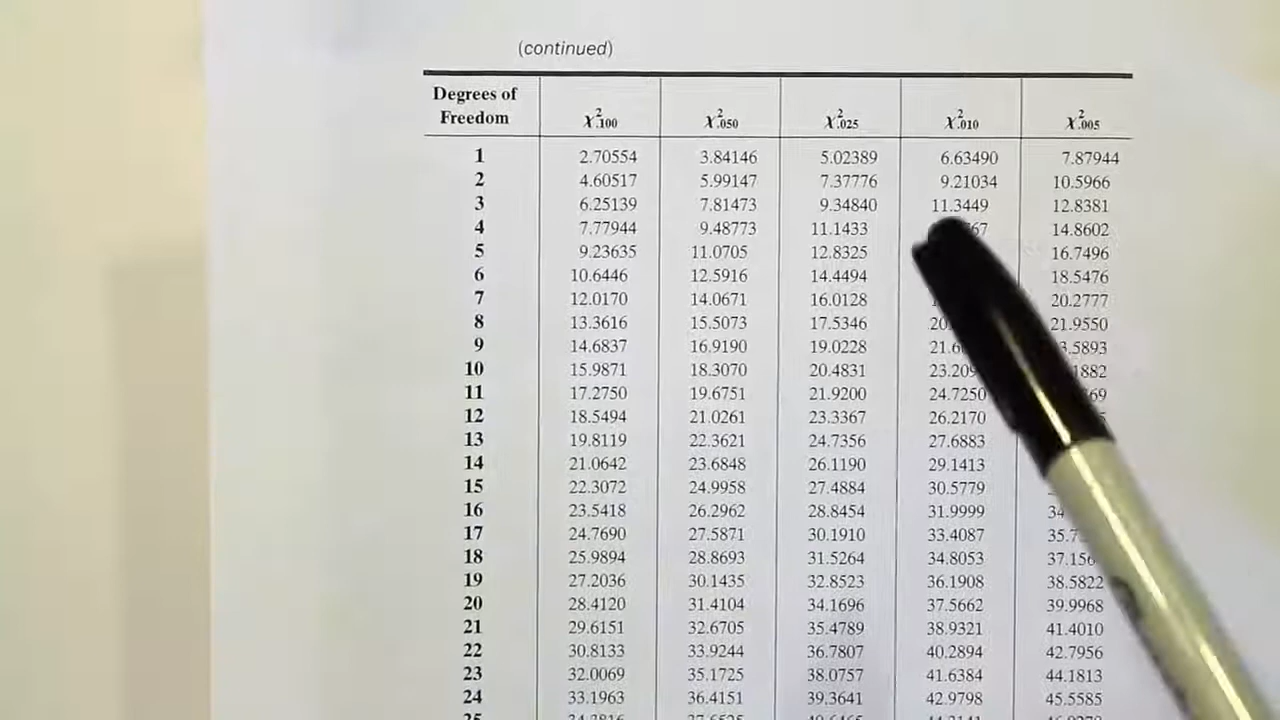 (continued)
Degrees of
Freedom χ².100 χ².050 χ².025 χ².010 χ².005
1 2.70554 3.84146 5.02389 6.63490 7.87944
2 4.60517 5.99147 7.37776 9.21034 10.5966
3 6.25139 7.81473 9.34840 11.3449 12.8381
4 7.77944 9.48773 11.1433 14.8602
5 9.23635 11.0705 12.8325 16.7496
6 10.6446 12.5916 14.4494 18.5476
7 12.0170 14.0671 16.0128 20.2777
8 13.3616 15.5073 17.5346 21.9550
9 14.6837 16.9190 19.0228
10 15.9871 18.3070 20.4831
11 17.2750 19.6751 21.9200 24.7250
12 18.5494 21.0261 23.3367 26.2170
13 19.8119 22.3621 24.7356 27.6883
14 21.0642 23.6848 26.1190 29.1413
15 22.3072 24.9958 27.4884 30.5779
16 23.5418 26.2962 28.8454 31.9999
17 24.7690 27.5871 30.1910 33.4087
18 25.9894 28.8693 31.5264 34.8053
19 27.2036 30.1435 32.8523 36.1908 38.5822
20 28.4120 31.4104 34.1696 37.5662 39.9968
21 29.6151 32.6705 35.4789 38.9321 41.4010
22 30.8133 33.9244 36.7807 40.2894 42.7956
23 32.0069 35.1725 38.0757 41.6384 44.1813
24 33.1963 36.4151 39.3641 42.9798 45.5585